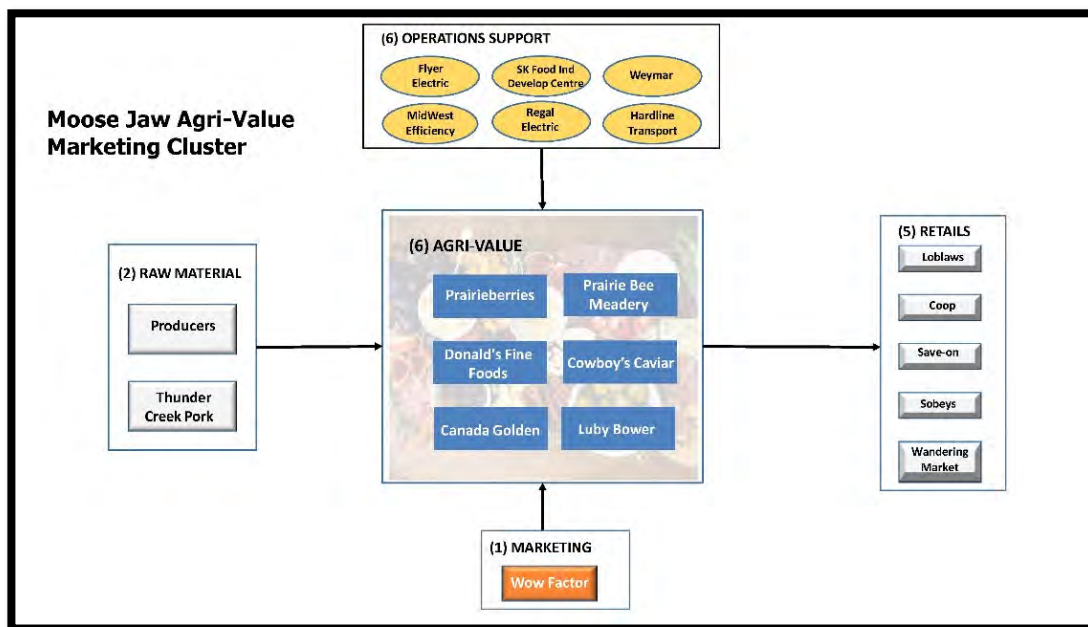 (6) OPERATIONS SUPPORT
Flyer
Electric
SK Food Ind
Develop Centre
Weymar
MidWest
Efficiency
Regal
Electric
Hardline
Transport
Moose Jaw Agri-Value
Marketing Cluster
(2) RAW MATERIAL
Producers
Thunder
Creek Pork
(6) AGRI-VALUE
Prairieberries
Prairie Bee
Meadery
Donald's Fine
Foods
Cowboy's Caviar
Canada Golden
Luby Bower
(5) RETAILS
Loblaws
Coop
Save-on
Sobeys
Wandering
Market
(1) MARKETING
Wow Factor